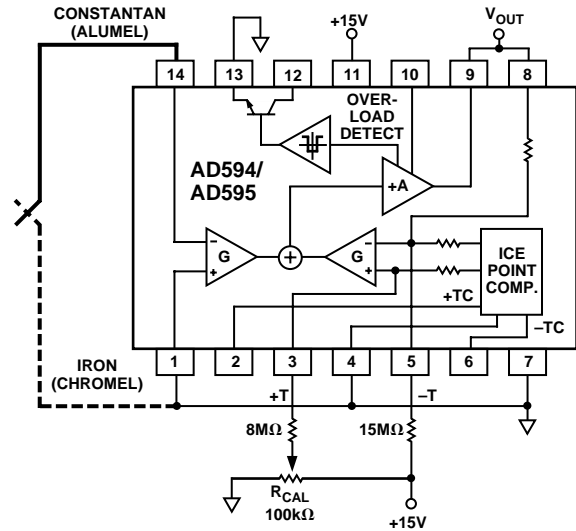 CONSTANTAN
(ALUMEL)
+15V
VOUT
14 13 12 11 10 9 8
OVER-
LOAD
DETECT
AD594/
AD595
+A
– G +
– G +
ICE
POINT
COMP.
+TC
–TC
IRON
(CHROMEL)
1 2 3 4 5 6 7
+T
–T
8MΩ
15MΩ
RCAL
100kΩ
+15V